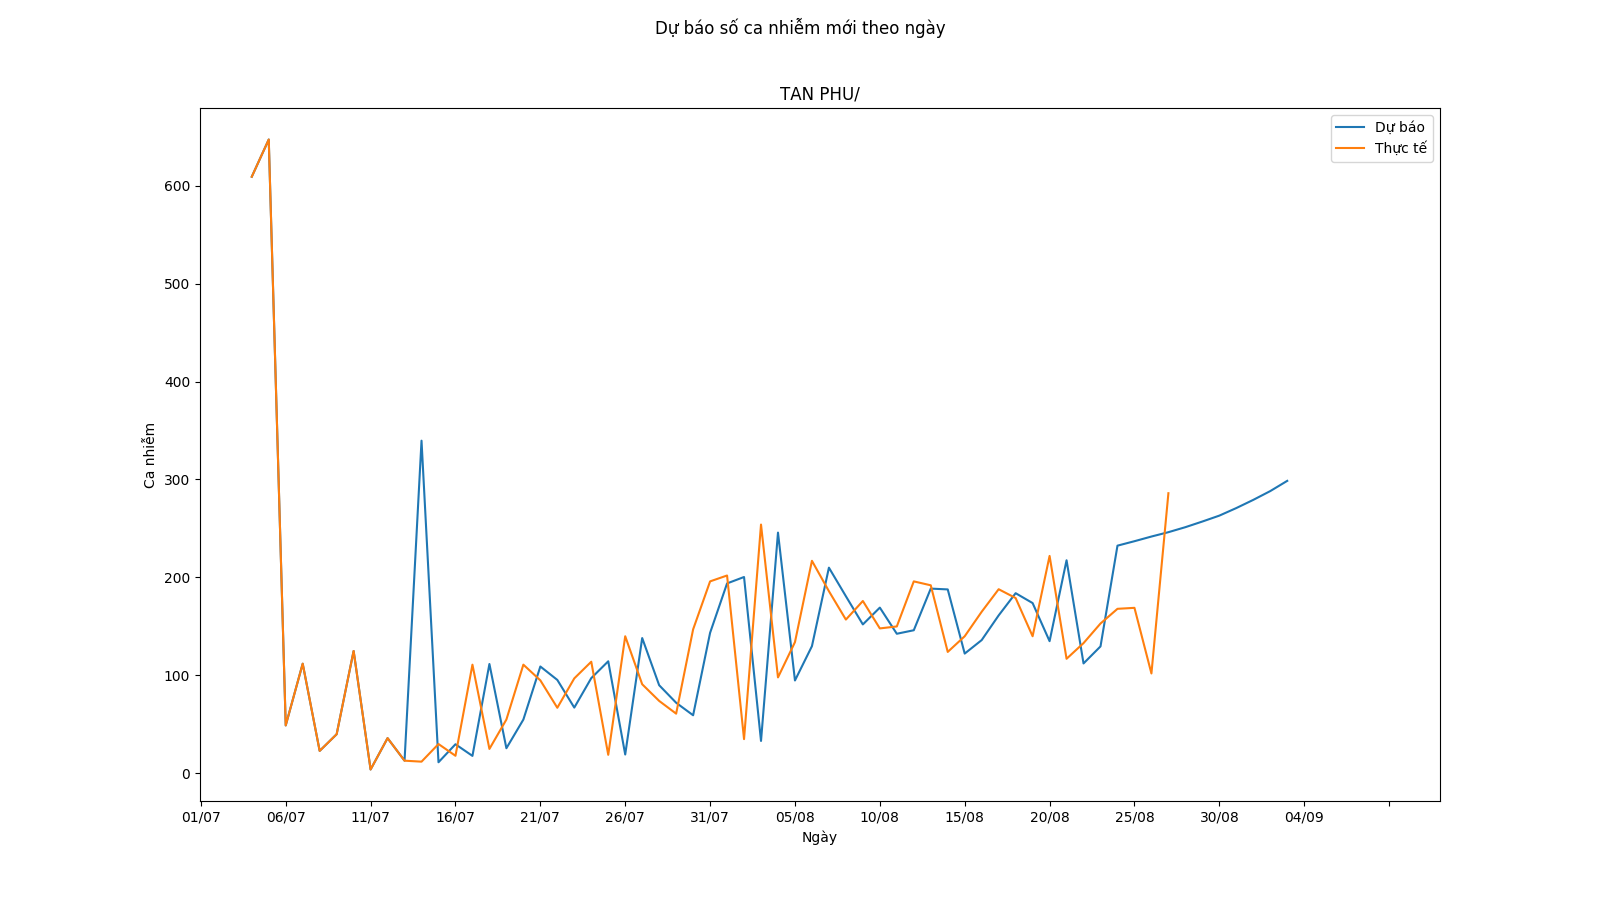 Dự báo số ca nhiễm mới theo ngày
TAN PHU/
Dự báo
Thực tế
600
500
400
300
200
100
0
Ca nhiễm
01/07 06/07 11/07 16/07 21/07 26/07 31/07 05/08 10/08 15/08 20/08 25/08 30/08 04/09
Ngày